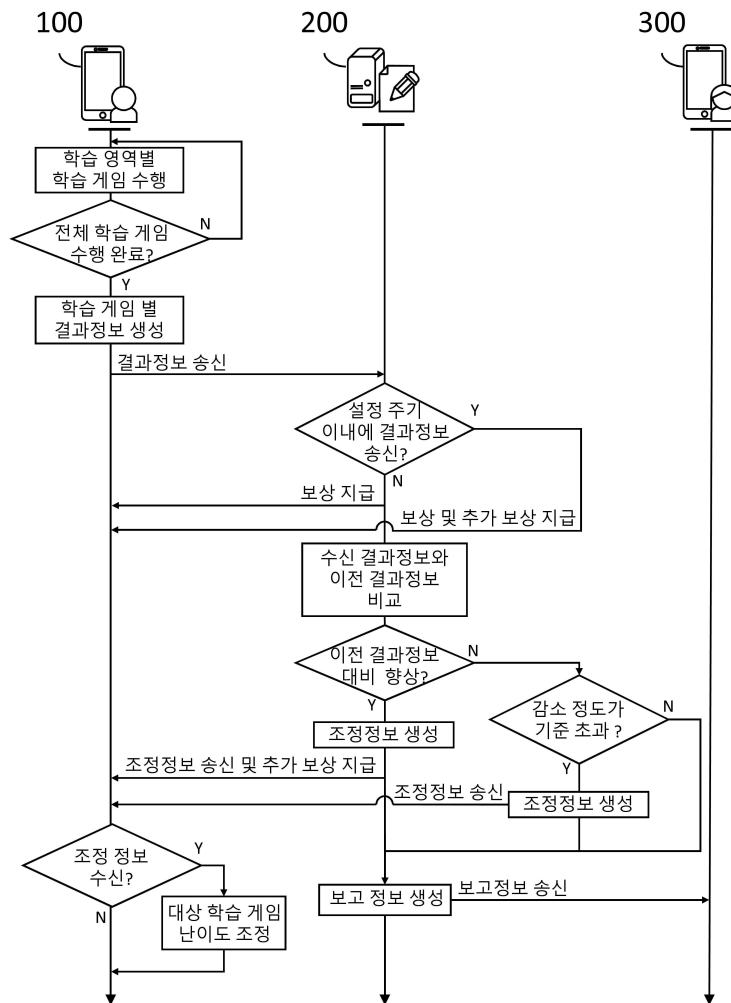 100
200
300
학습 영역별
학습 게임 수행
전체 학습 게임
수행 완료?
N
Y
학습 게임 별
결과정보 생성
결과정보 송신
설정 주기
이내에 결과정보
송신?
Y
N
보상 지급
보상 및 추가 보상 지급
수신 결과정보와
이전 결과정보
비교
이전 결과정보
대비 향상?
N
Y
감소 정도가
기준 초과 ?
N
Y
조정정보 생성
조정정보 송신 및 추가 보상 지급
조정정보 송신
조정정보 생성
조정 정보
수신?
Y
N
대상 학습 게임
난이도 조정
보고 정보 생성
보고정보 송신